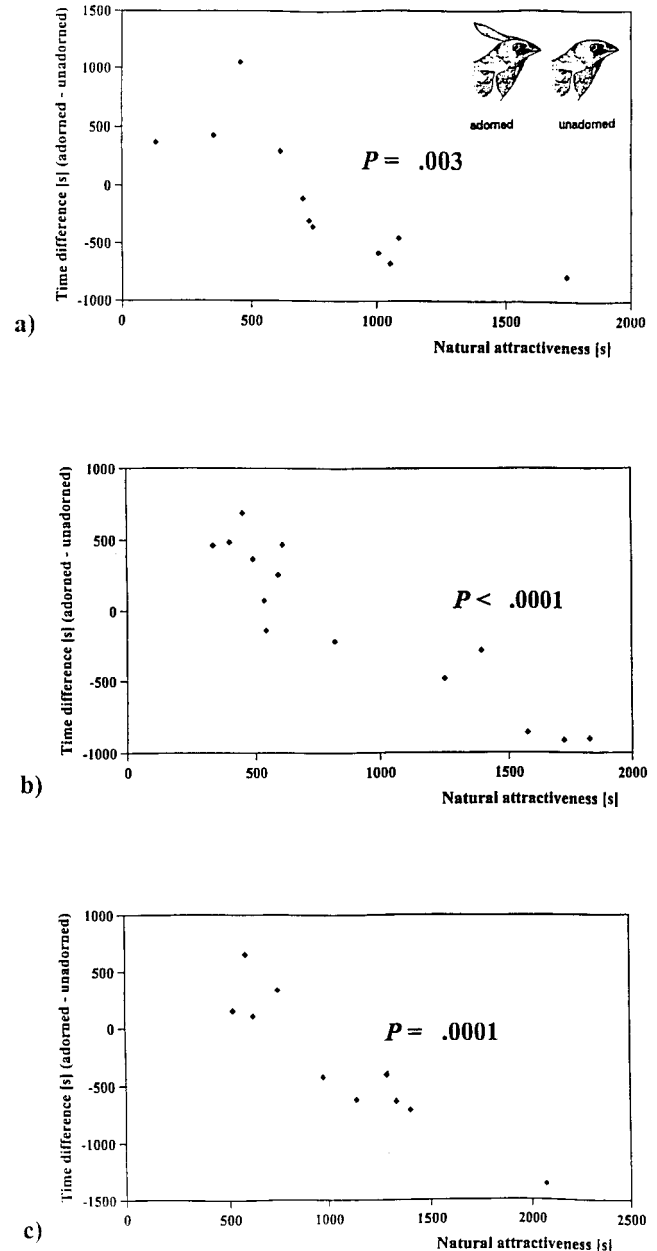 1500
1000
500
0
-500
-1000
Time difference [s] (adorned - unadorned)
adorned unadorned
P = .003
0 500 1000 1500 2000
Natural attractiveness [s]
a)
1000
500
0
-500
-1000
Time difference [s] (adorned - unadorned)
P < .0001
0 500 1000 1500 2000
Natural attractiveness [s]
b)
1000
500
0
-500
-1000
-1500
Time difference [s] (adorned - unadorned)
P = .0001
0 500 1000 1500 2000 2500
Natural attractiveness [s]
c)